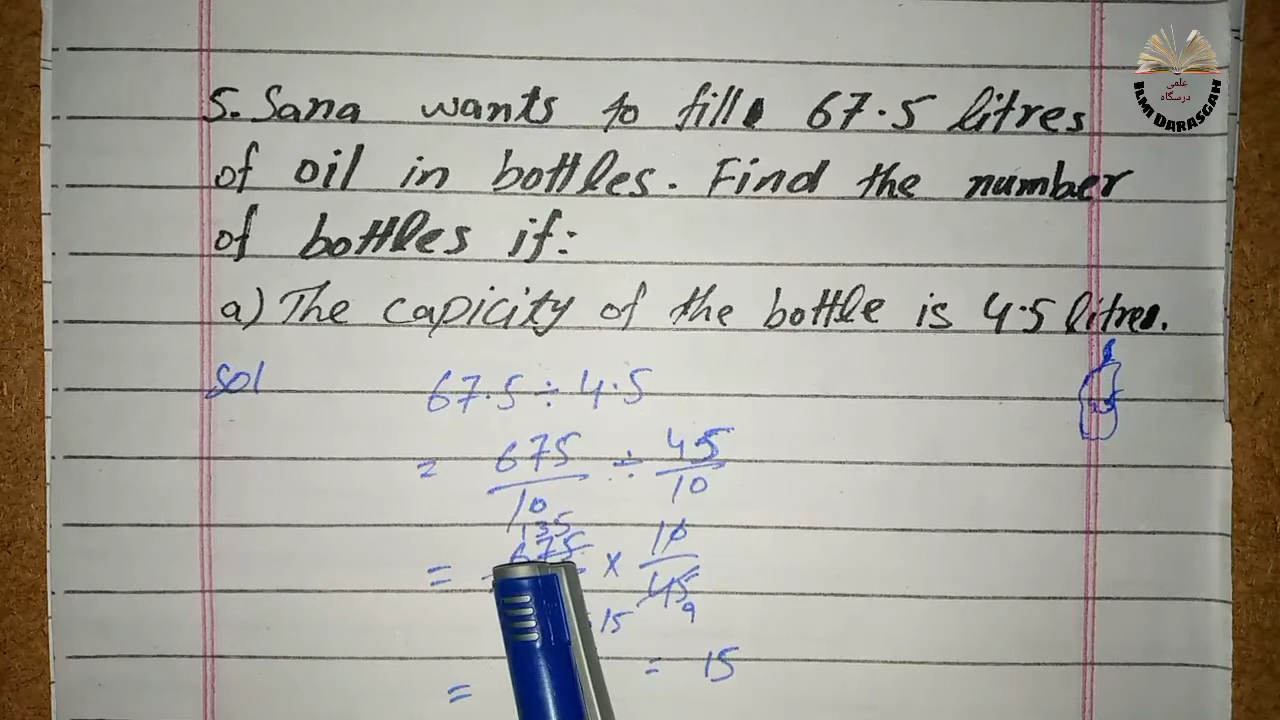 علمی
درسگاہ
ILM DARASGAH
5. Sana wants to fill 67.5 litres
of oil in bottles. Find the number
of bottles if:
a) The capicity of the bottle is 4.5 litres.
Sol 67.5 ÷ 4.5
= 675/10 ÷ 45/10
135
= 675 × 10/45
15 9
= = 15